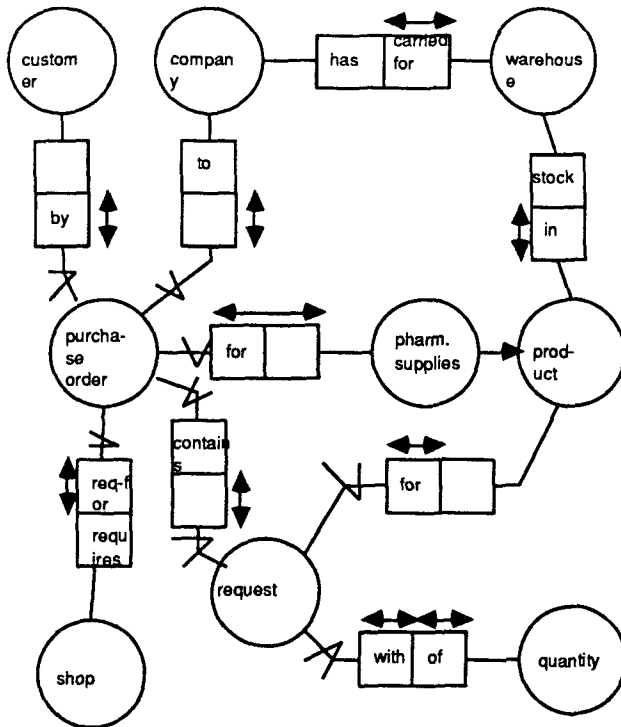 custom
er
compan
y
has
carried
for
warehous
e
to
stock
by
in
purcha-
se
order
for
pharm.
supplies
prod-
uct
contain
s
for
req-f
or
requ
ires
request
with
of
quantity
shop